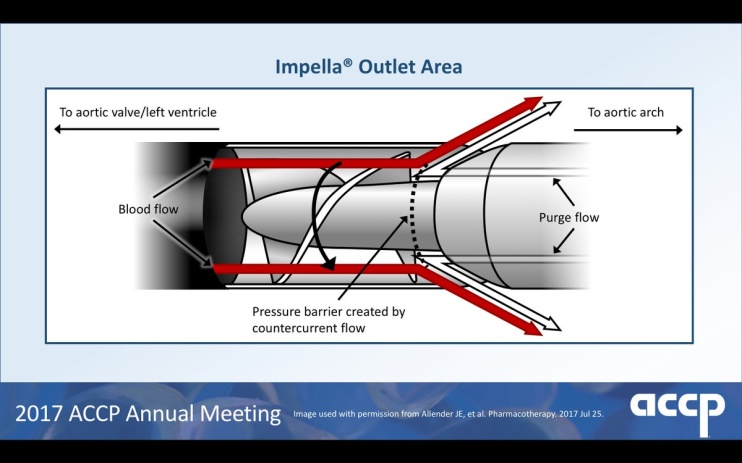 Impella® Outlet Area
To aortic valve/left ventricle
To aortic arch
Blood flow
Purge flow
Pressure barrier created by
countercurrent flow
2017 ACCP Annual Meeting
Image used with permission from Allender JE, et al. Pharmacotherapy. 2017 Jul 25.
accp